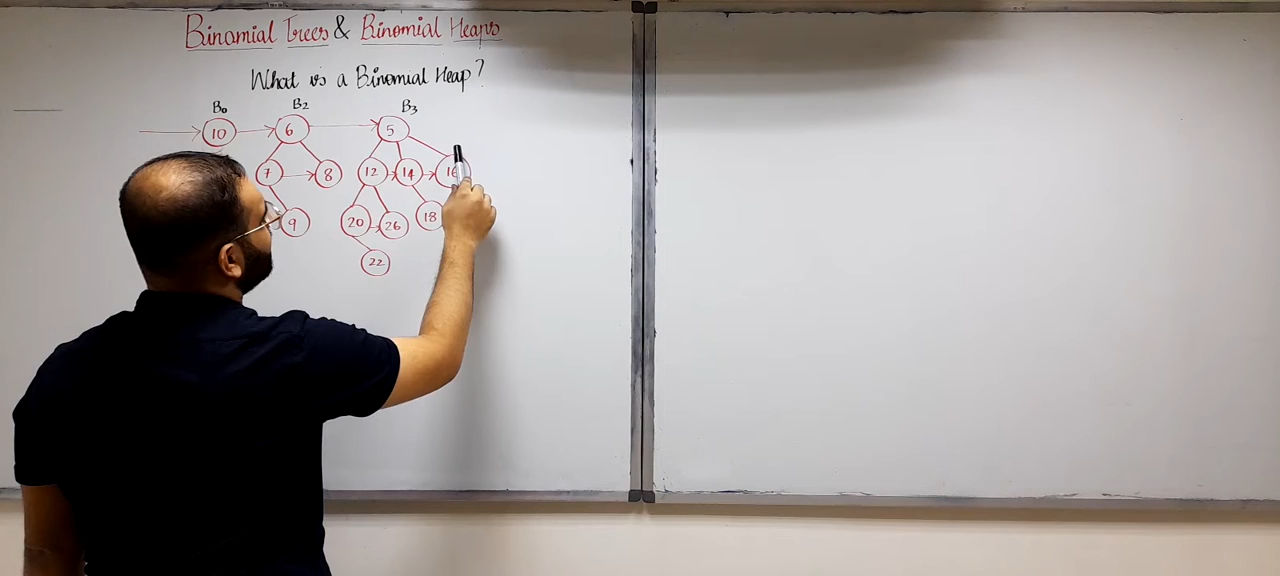 Binomial Trees & Binomial Heaps
What is a Binomial Heap?
B0 B2 B3
10 6 5
7 8 12 14 16
9 20 26 18
22